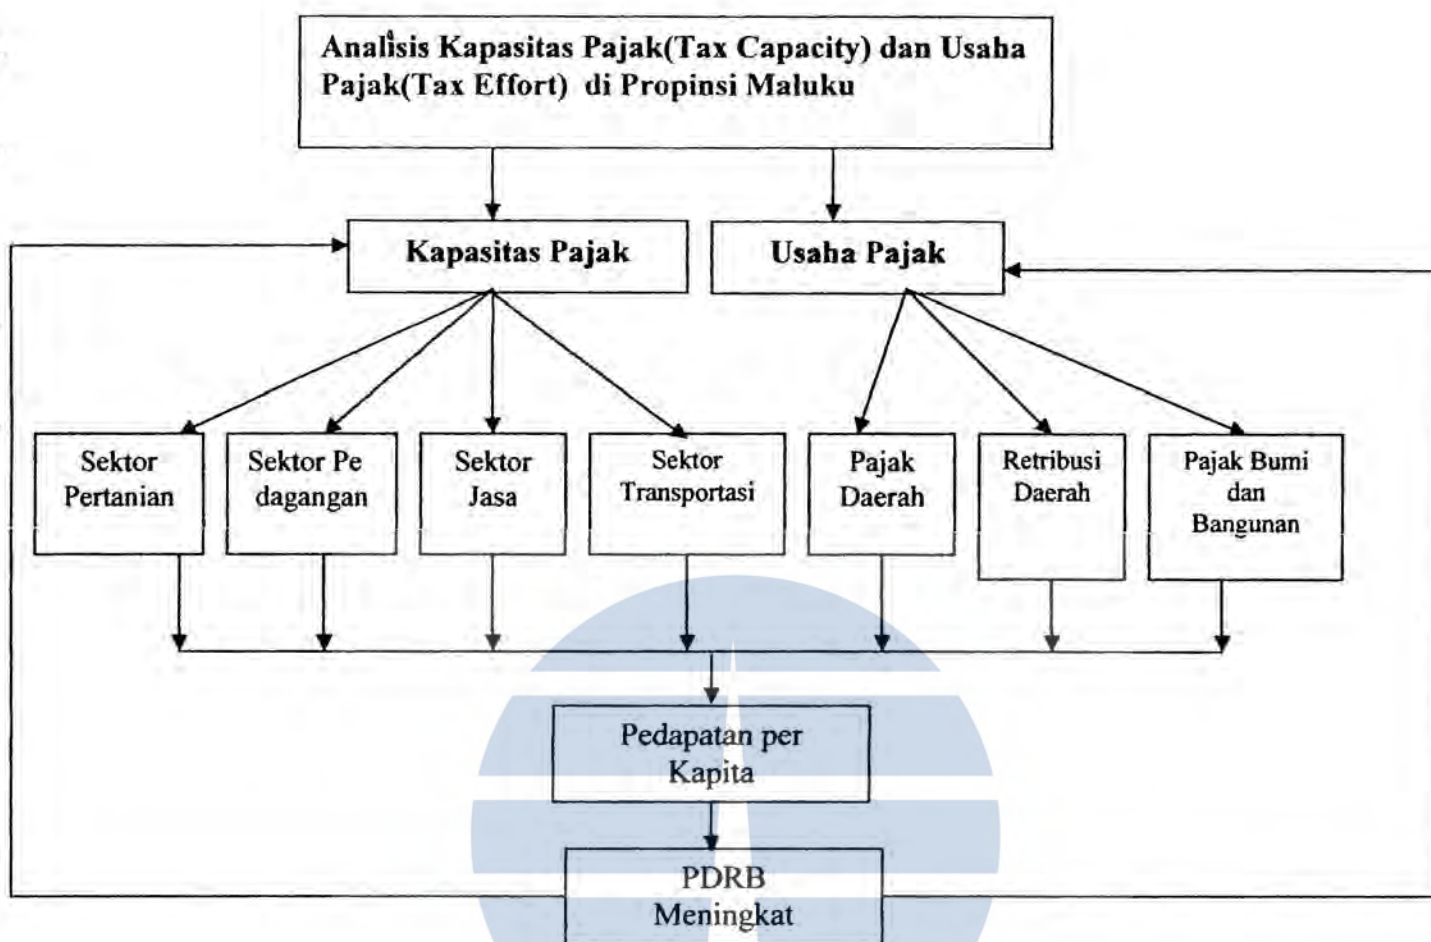 Analisis Kapasitas Pajak(Tax Capacity) dan Usaha
Pajak(Tax Effort) di Propinsi Maluku
Kapasitas Pajak
Usaha Pajak
Sektor
Pertanian
Sektor Pe
dagangan
Sektor
Jasa
Sektor
Transportasi
Pajak
Daerah
Retribusi
Daerah
Pajak Bumi
dan
Bangunan
Pedapatan per
Kapita
PDRB
Meningkat